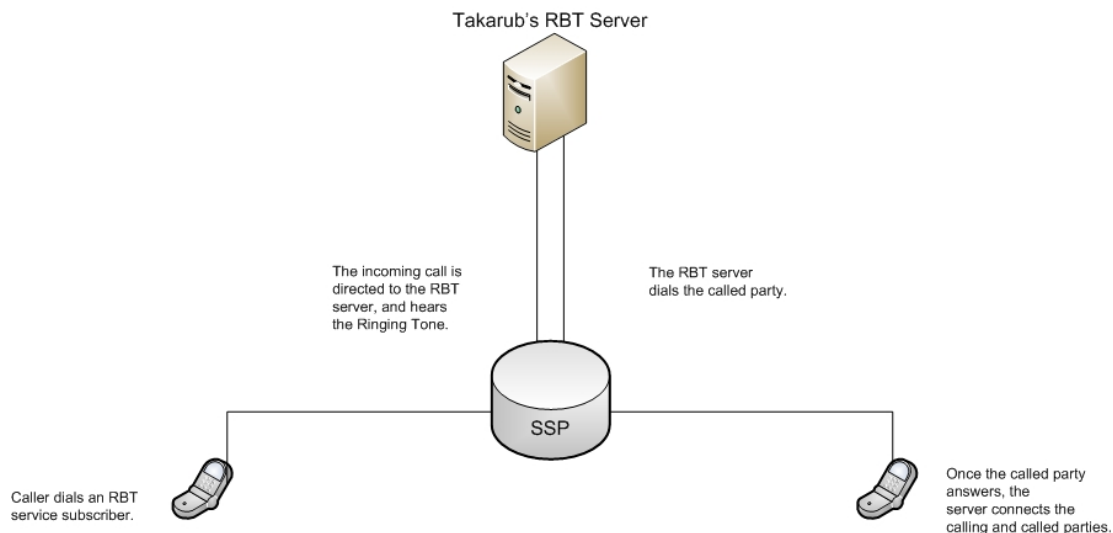 Takarub's RBT Server
The incoming call is
directed to the RBT
server, and hears
the Ringing Tone.
The RBT server
dials the called party.
SSP
Caller dials an RBT
service subscriber.
Once the called party
answers, the
server connects the
calling and called parties.